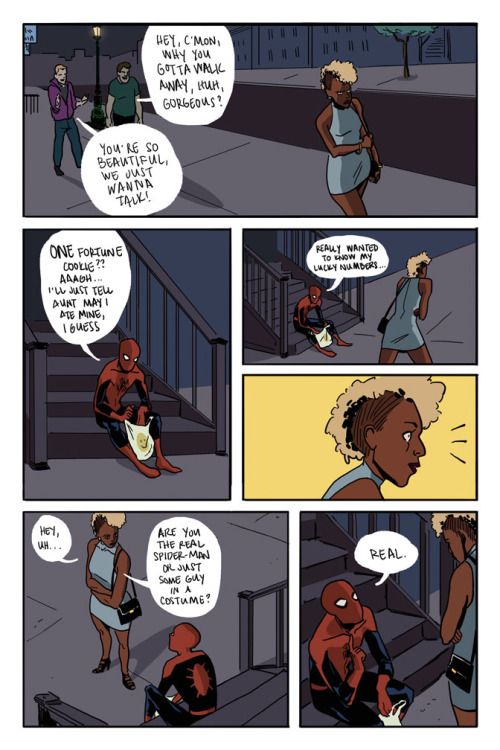 HEY, C'MON,
WHY YOU
GOTTA WALK
AWAY, HUH,
GORGEOUS?
YOU'RE SO
BEAUTIFUL,
WE JUST
WANNA
TALK!
ONE FORTUNE
COOKIE??
AAAGH...
I'LL JUST TELL
AUNT MAY I
ATE MINE,
I GUESS
REALLY WANTED
TO KNOW MY
LUCKY NUMBERS...
HEY,
UH...
ARE YOU
THE REAL
SPIDER-MAN
OR JUST
SOME GUY
IN A
COSTUME?
REAL.